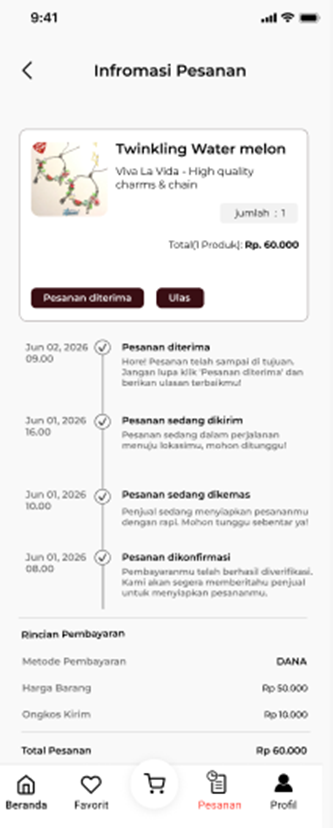 9:41
Infromasi Pesanan
Twinkling Water melon
Viva La Vida - High quality
charms & chain
jumlah : 1
Total(1 Produk): Rp. 60.000
Pesanan diterima
Ulas
Jun 02, 2026
09.00
Pesanan diterima
Hore! Pesanan telah sampai di tujuan.
Jangan lupa klik 'Pesanan diterima' dan
berikan ulasan terbaikmu!
Jun 01, 2026
16.00
Pesanan sedang dikirim
Pesanan sedang dalam perjalanan
menuju lokasimu, mohon ditunggu!
Jun 01, 2026
10.00
Pesanan sedang dikemas
Penjual sedang menyiapkan pesananmu
dengan rapi. Mohon tunggu sebentar ya!
Jun 01, 2026
08.00
Pesanan dikonfirmasi
Pembayaranmu telah berhasil diverifikasi.
Kami akan segera memberitahu penjual
untuk menyiapkan pesananmu.
Rincian Pembayaran
Metode Pembayaran DANA
Harga Barang Rp 50.000
Ongkos Kirim Rp 10.000
Total Pesanan Rp 60.000
Beranda Favorit Pesanan Profil